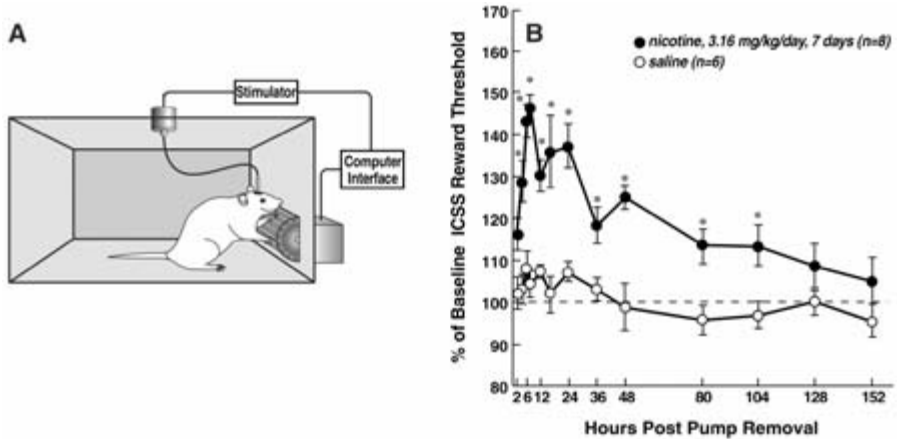 A
Stimulator
Computer
Interface
B
% of Baseline ICSS Reward Threshold
170
160
150
140
130
120
110
100
90
80
nicotine, 3.16 mg/kg/day, 7 days (n=8)
saline (n=6)
* * * * * * * * * *
2 6 12 24 36 48 80 104 128 152
Hours Post Pump Removal